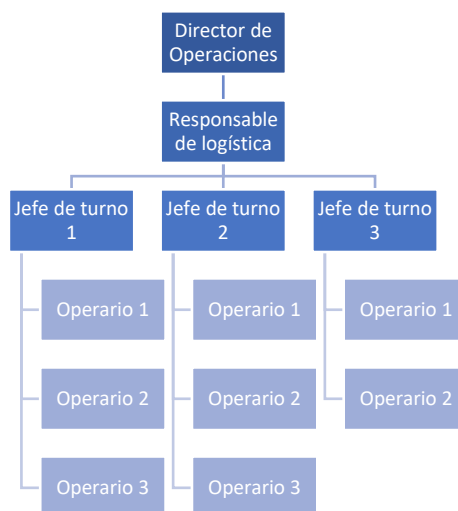 Director de
Operaciones
Responsable
de logística
Jefe de turno
1
Jefe de turno
2
Jefe de turno
3
Operario 1
Operario 1
Operario 1
Operario 2
Operario 2
Operario 2
Operario 3
Operario 3